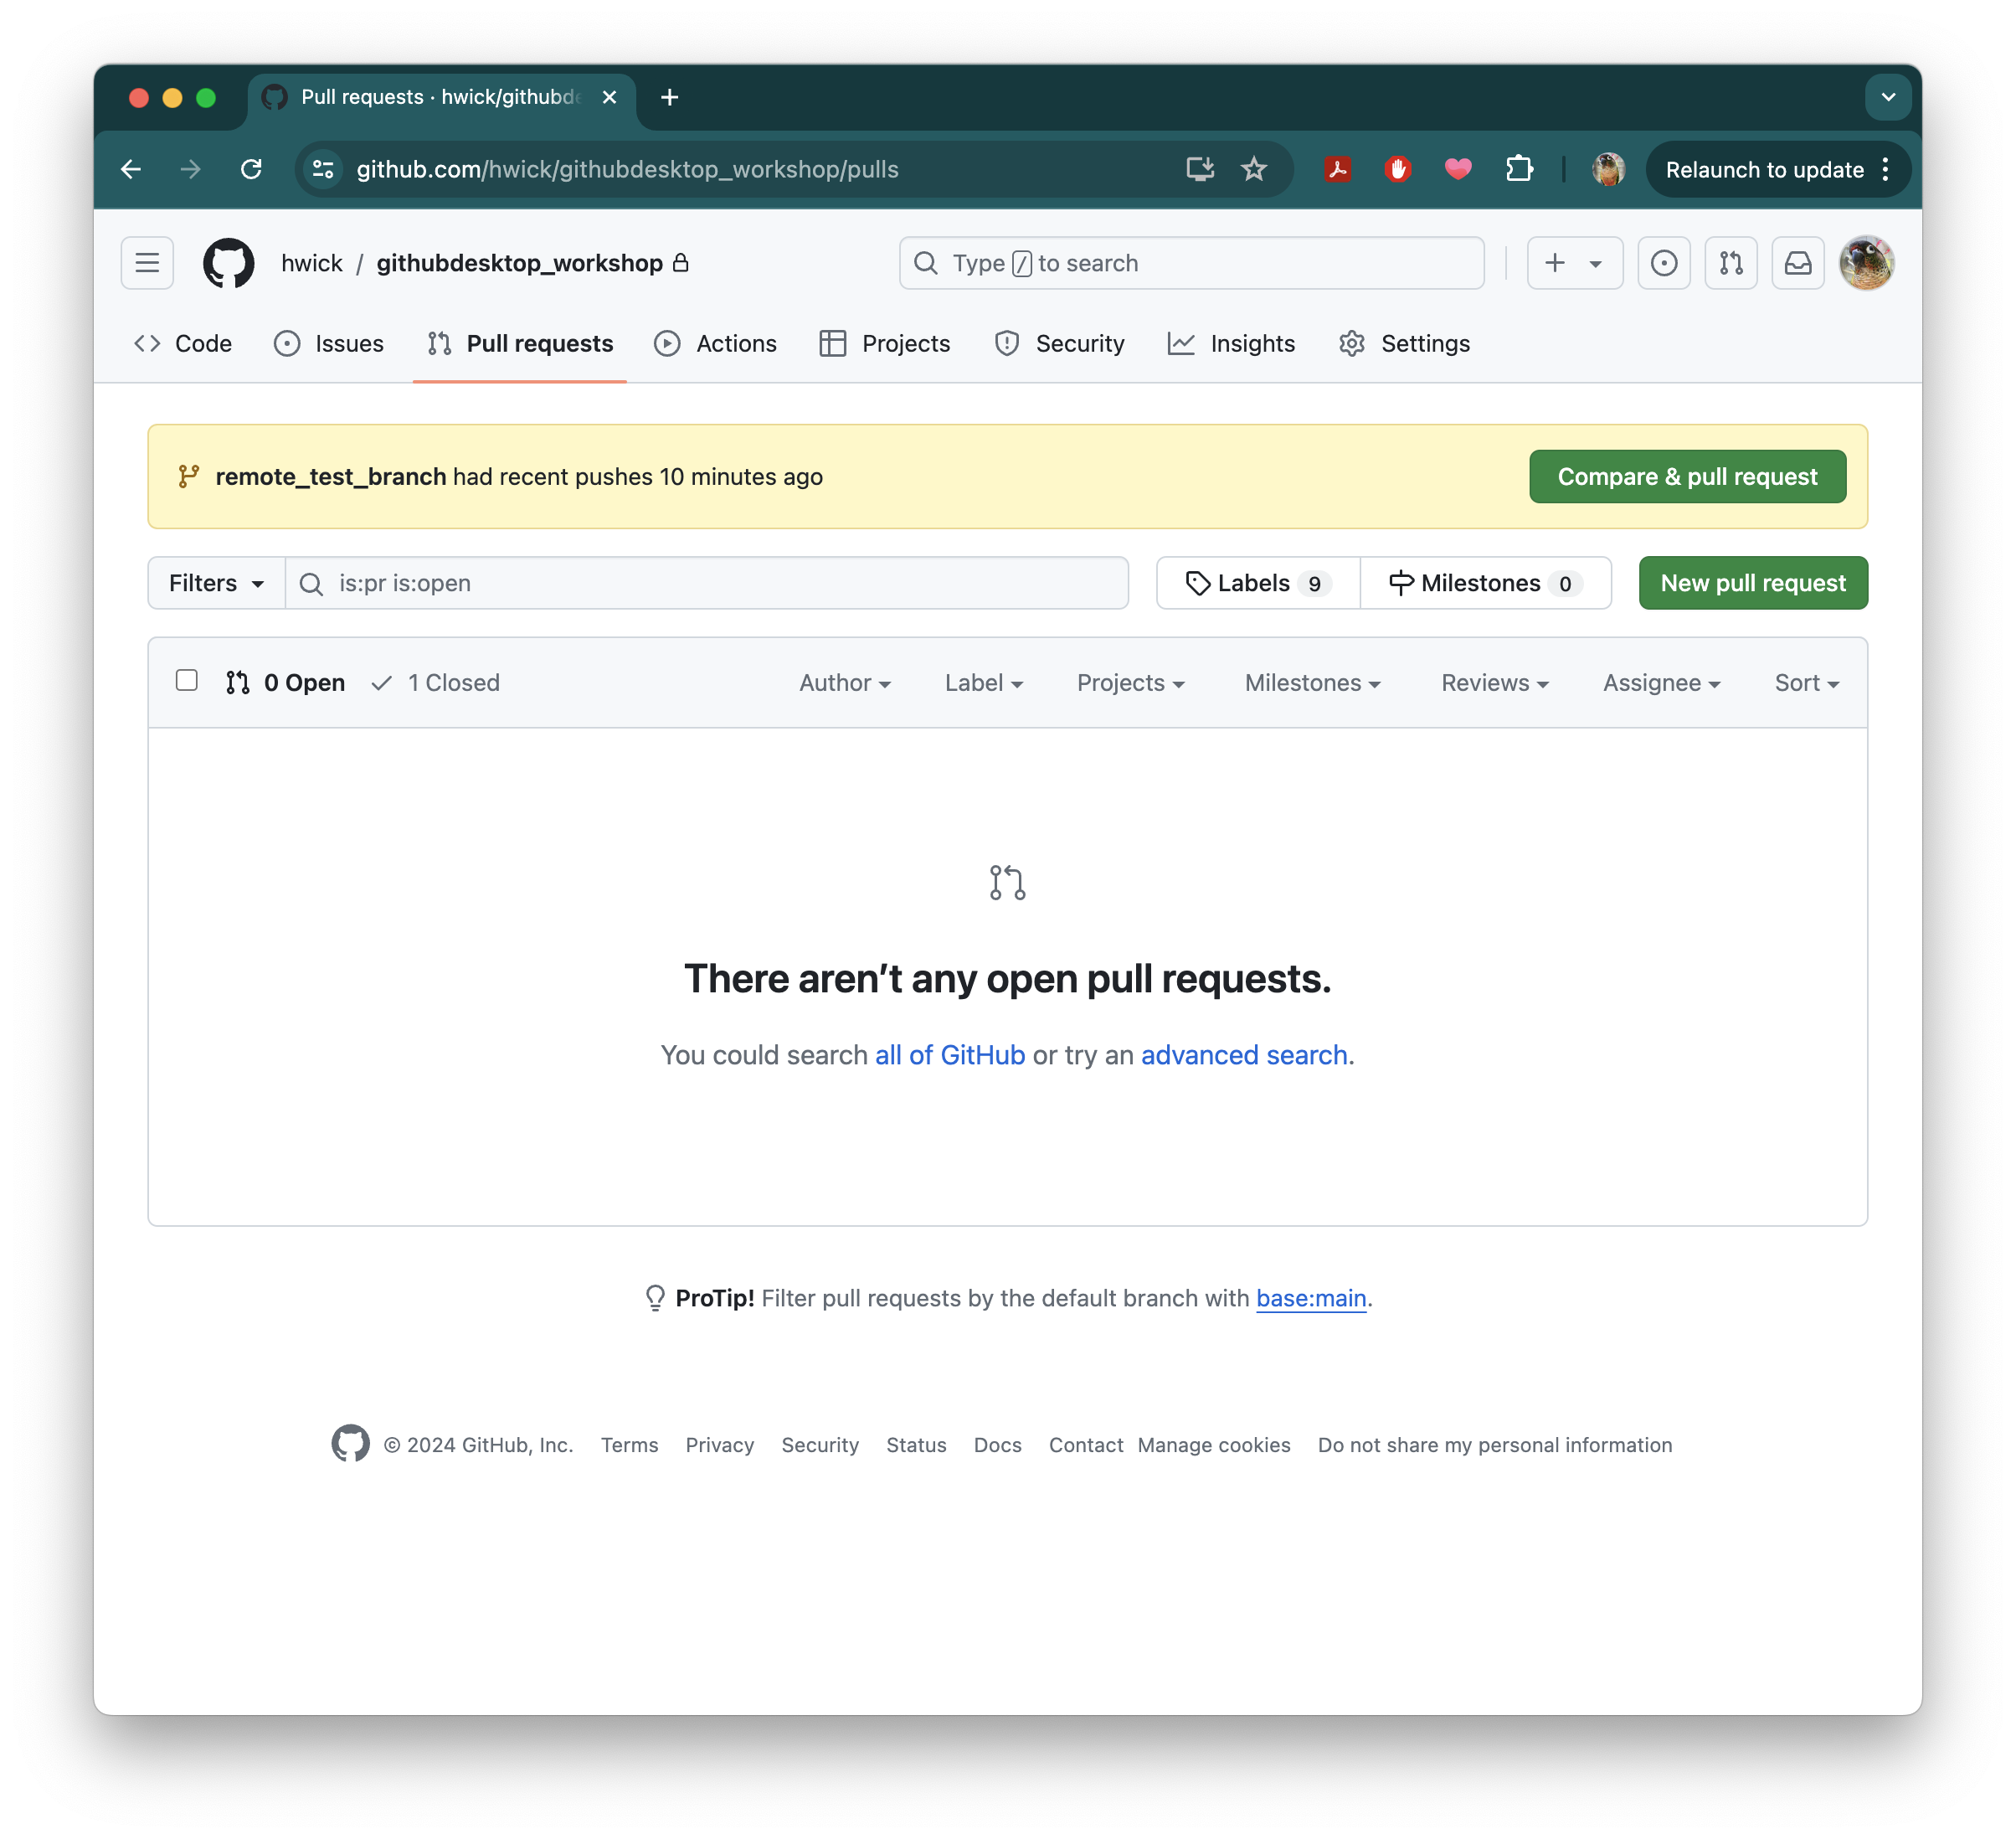 Pull requests · hwick/githubde
github.com/hwick/githubdesktop_workshop/pulls
Relaunch to update
hwick / githubdesktop_workshop
Type / to search
Code Issues Pull requests Actions Projects Security Insights Settings
remote_test_branch had recent pushes 10 minutes ago
Compare & pull request
Filters is:pr is:open Labels 9 Milestones 0 New pull request
0 Open 1 Closed Author Label Projects Milestones Reviews Assignee Sort
There aren’t any open pull requests.
You could search all of GitHub or try an advanced search.
ProTip! Filter pull requests by the default branch with base:main.
© 2024 GitHub, Inc. Terms Privacy Security Status Docs Contact Manage cookies Do not share my personal information